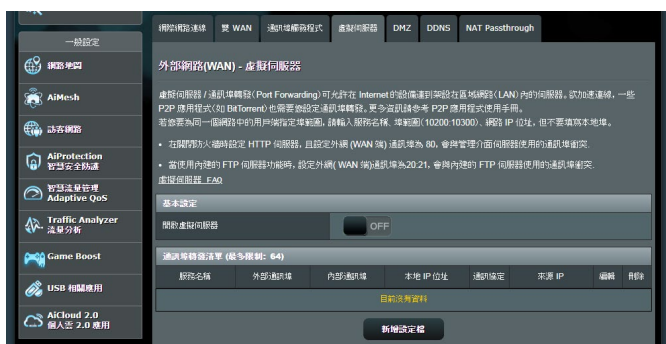 網際網路連線 雙 WAN 通訊埠觸發程式 虛擬伺服器 DMZ DDNS NAT Passthrough
一般設定
網路地圖
AiMesh
訪客網路
AiProtection
智慧安全防護
智慧流量管理
Adaptive QoS
Traffic Analyzer
流量分析
Game Boost
USB 相關應用
AiCloud 2.0
個人雲 2.0 應用
外部網路(WAN) - 虛擬伺服器
虛擬伺服器 / 通訊埠轉發(Port Forwarding)可允許在 Internet的設備連到架設在區域網路(LAN)內的伺服器。欲加速連線，一些
P2P 應用程式(如 BitTorrent)也需要您設定通訊埠轉發。更多資訊請參考 P2P 應用程式使用手冊。
若您要為同一個網路中的用戶端指定埠範圍，請輸入服務名稱、埠範圍(10200:10300)、網路 IP 位址，但不要填寫本地埠。
• 在關閉防火牆時設定 HTTP 伺服器，且設定外網 (WAN 端) 通訊埠為 80，會與管理介面伺服器使用的通訊埠衝突.
• 當使用內建的 FTP 伺服器功能時，設定外網( WAN 端)通訊埠為20:21，會與內建的 FTP 伺服器使用的通訊埠衝突.
虛擬伺服器 FAQ
基本設定
開啟虛擬伺服器 OFF
通訊埠轉發清單 (最多限制: 64)
服務名稱 外部通訊埠 內部通訊埠 本地 IP 位址 通訊協定 來源 IP 編輯 刪除
目前沒有資料
新增設定檔